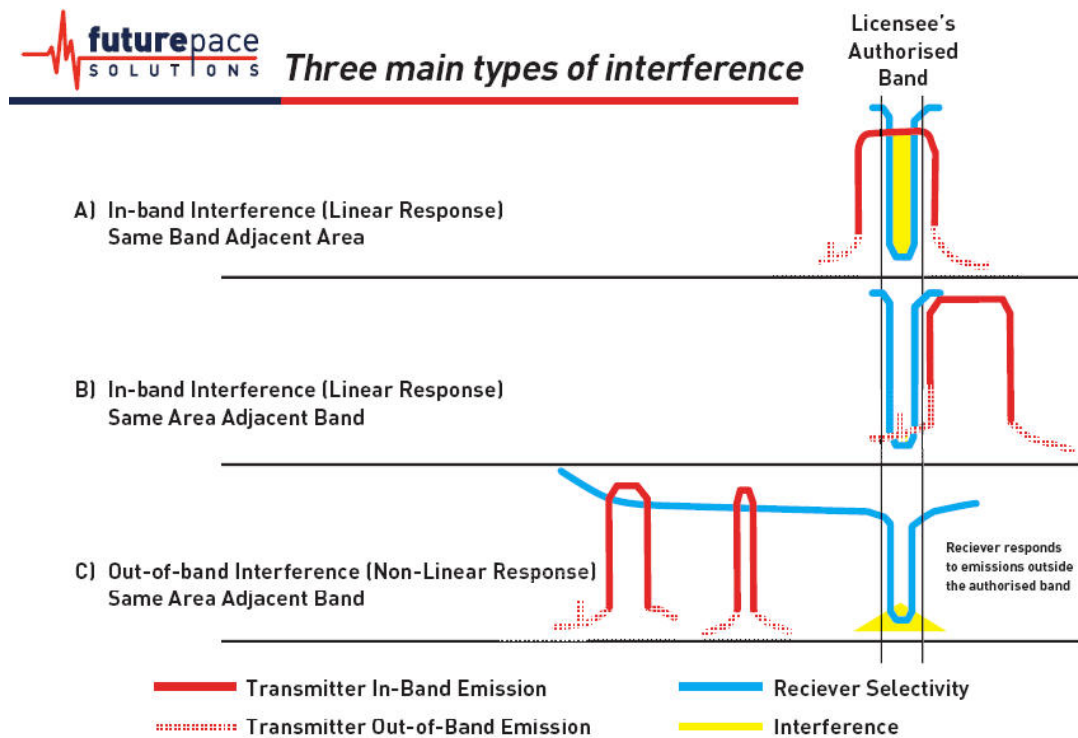 futurepace
SOLUTIONS
Three main types of interference
Licensee's
Authorised
Band
A) In-band Interference (Linear Response)
Same Band Adjacent Area
B) In-band Interference (Linear Response)
Same Area Adjacent Band
C) Out-of-band Interference (Non-Linear Response)
Same Area Adjacent Band
Reciever responds
to emissions outside
the authorised band
Transmitter In-Band Emission
Reciever Selectivity
Transmitter Out-of-Band Emission
Interference